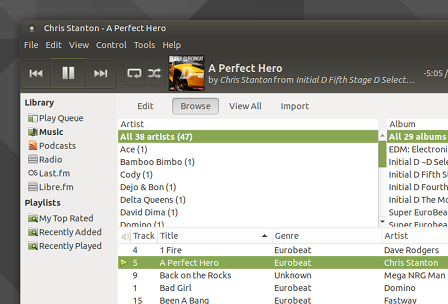 Chris Stanton - A Perfect Hero
File Edit View Control Tools Help
A Perfect Hero
by Chris Stanton from Initial D Fifth Stage D Select...
-5:05 /
SUPER EUROBEAT
Library
Play Queue
Music
Podcasts
Radio
Last.fm
Libre.fm
Playlists
My Top Rated
Recently Added
Recently Played
Edit Browse View All Import
Artist
All 38 artists (47)
Ace (1)
Bamboo Bimbo (1)
Cody (1)
Dejo & Bon (1)
Delta Queens (1)
David Dima (1)
Domino (1)
Album
All 29 albums
EDM: Electroni
Initial D ~D Sel
Initial D Fifth S
Initial D Fourth
Initial D The Mo
Super EuroBea
Track Title Genre Artist
4 1 Fire Eurobeat Dave Rodgers
5 A Perfect Hero Eurobeat Chris Stanton
9 Back on the Rocks Unknown Mega NRG Man
1 Bad Girl Eurobeat Domino
15 Been A Bang Eurobeat Fastway